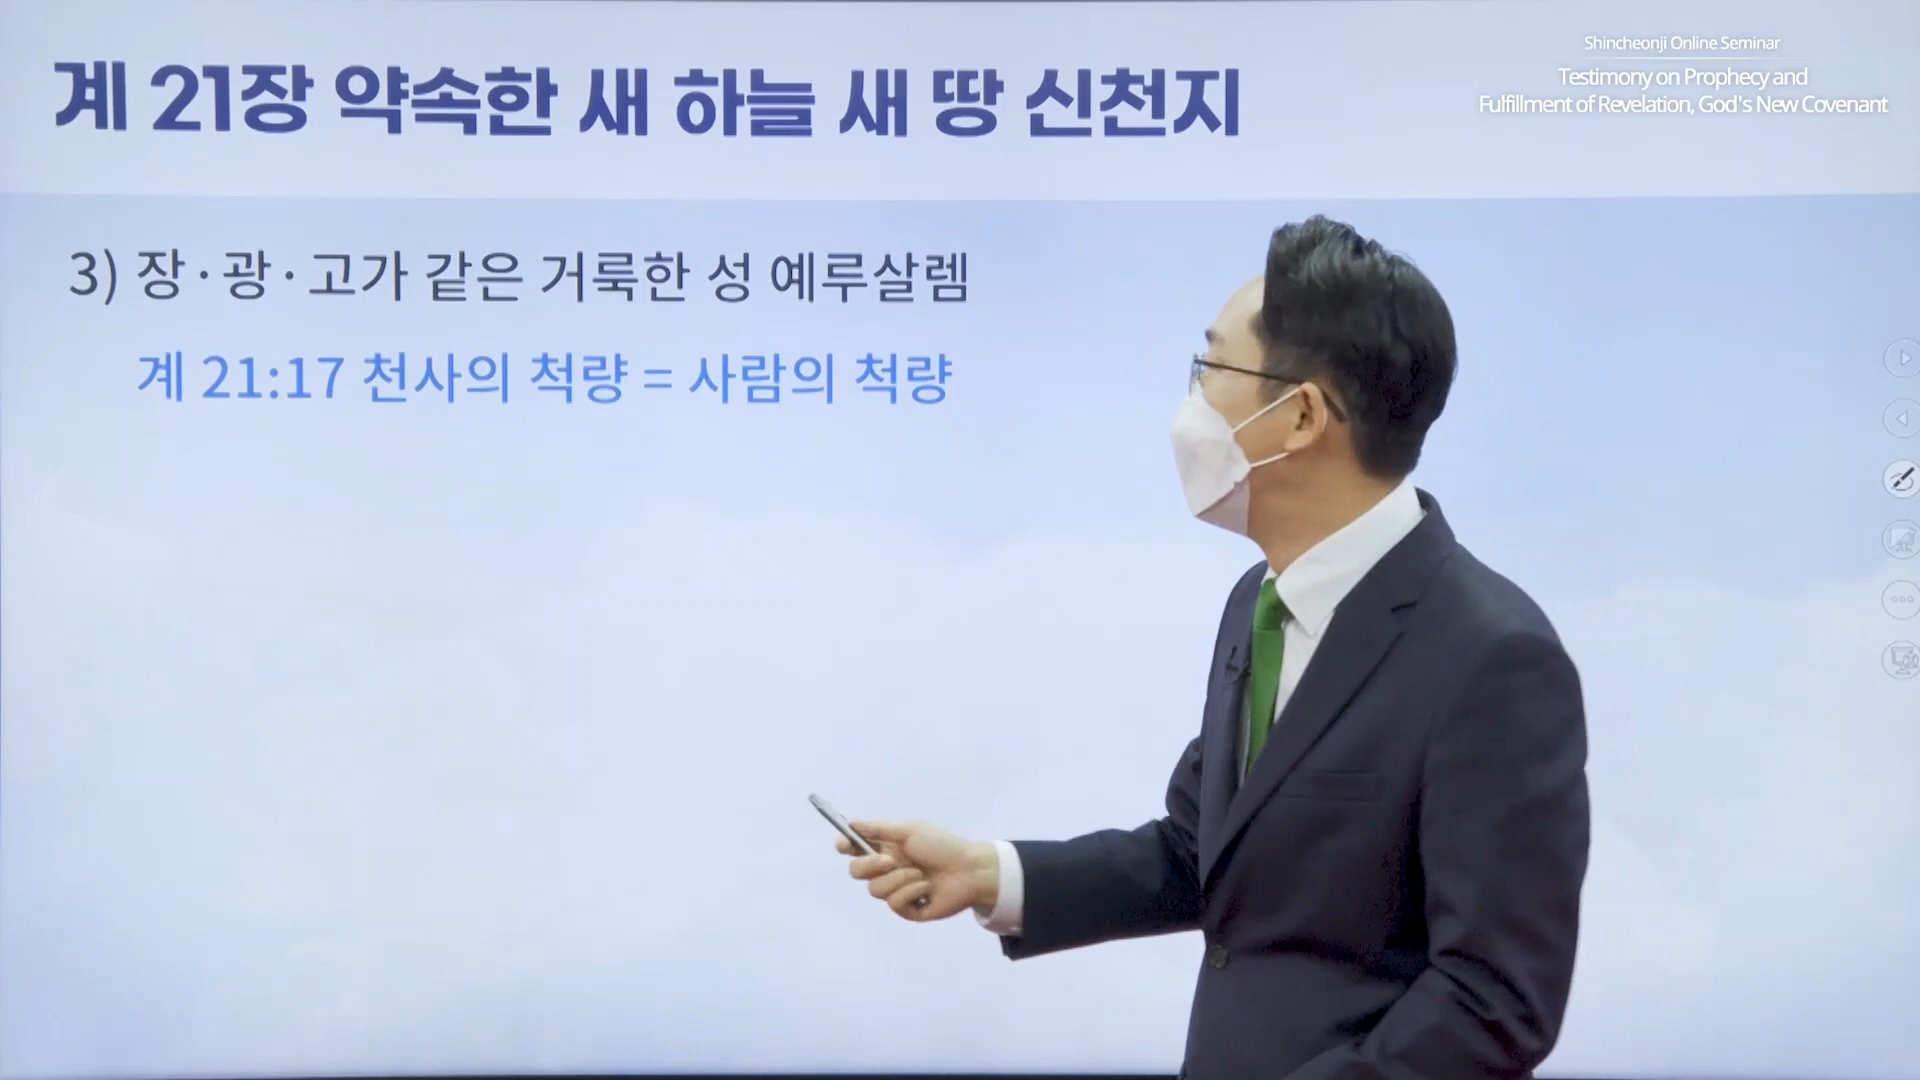 계 21장 약속한 새 하늘 새 땅 신천지
Shincheonji Online Seminar
Testimony on Prophecy and
Fulfillment of Revelation, God's New Covenant
3) 장·광·고가 같은 거룩한 성 예루살렘
계 21:17 천사의 척량 = 사람의 척량